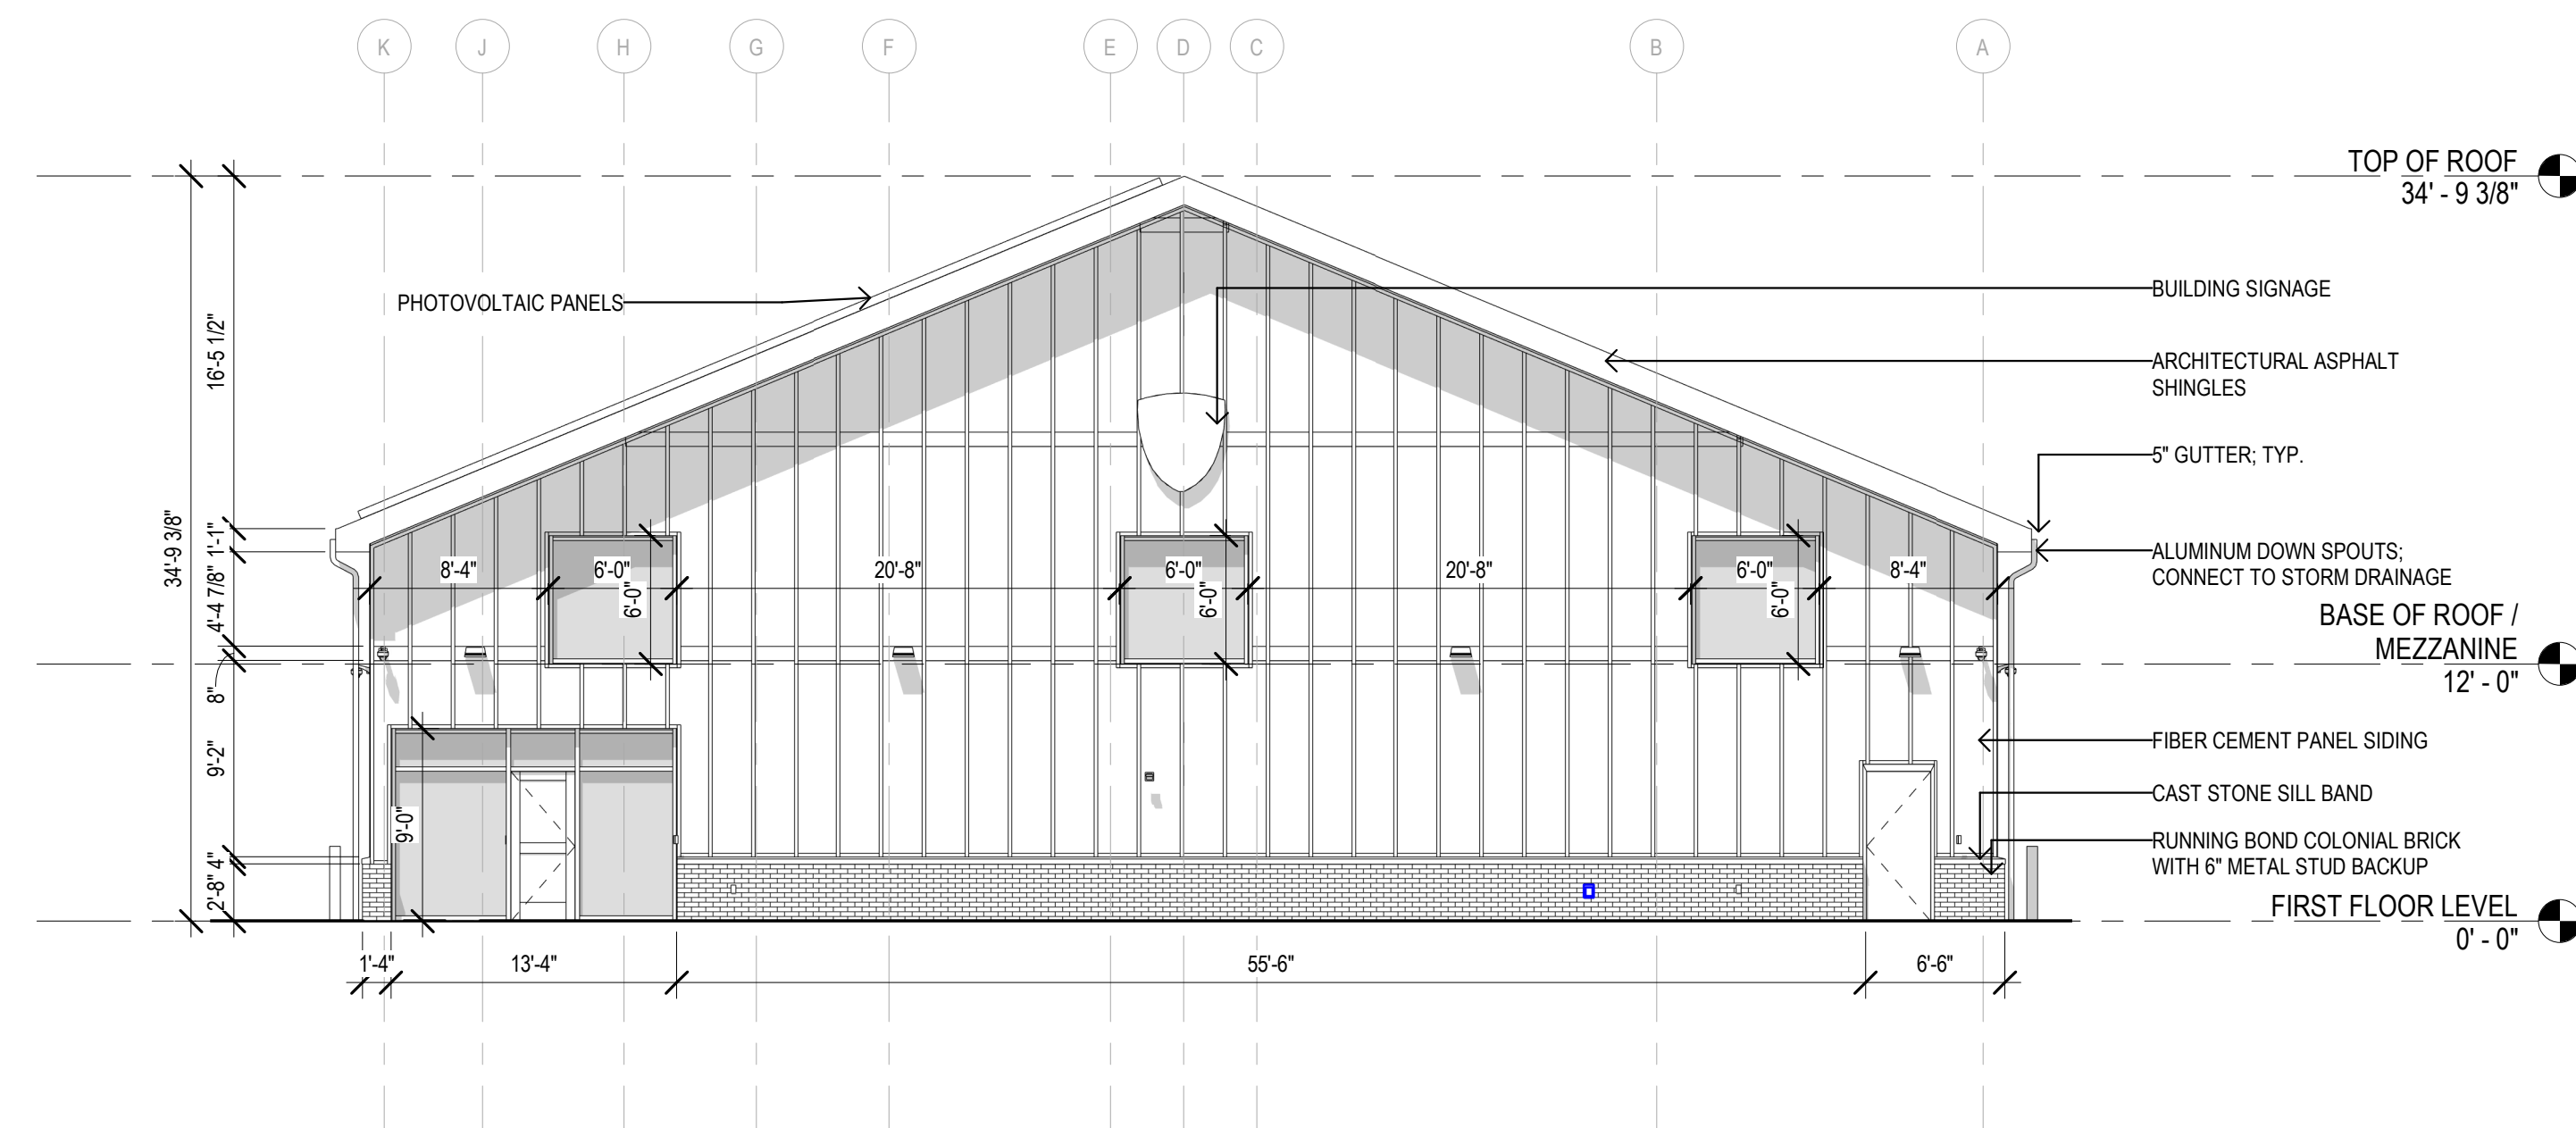 K J H G F E D C B A
TOP OF ROOF
34' - 9 3/8"
BUILDING SIGNAGE
PHOTOVOLTAIC PANELS
ARCHITECTURAL ASPHALT
SHINGLES
16'-5 1/2"
5" GUTTER; TYP.
34'-9 3/8"
1'-1"
ALUMINUM DOWN SPOUTS;
CONNECT TO STORM DRAINAGE
8'-4" 6'-0" 20'-8" 6'-0" 20'-8" 6'-0" 8'-4"
6'-0" 6'-0" 6'-0"
4'-4 7/8"
BASE OF ROOF /
MEZZANINE
12' - 0"
8"
FIBER CEMENT PANEL SIDING
9'-2"
CAST STONE SILL BAND
9'-0"
RUNNING BOND COLONIAL BRICK
WITH 6" METAL STUD BACKUP
4"
2'-8"
FIRST FLOOR LEVEL
0' - 0"
1'-4" 13'-4" 55'-6" 6'-6"